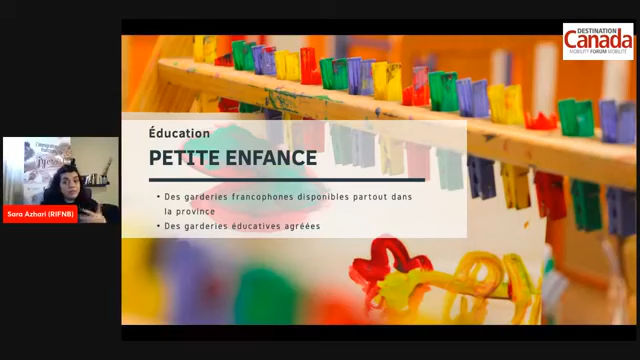 DESTINATION
Canada
MOBILITY FORUM MOBILITÉ
Éducation
PETITE ENFANCE
• Des garderies francophones disponibles partout dans
la province
• Des garderies éducatives agréées
Sara Azhari (RIFNB)